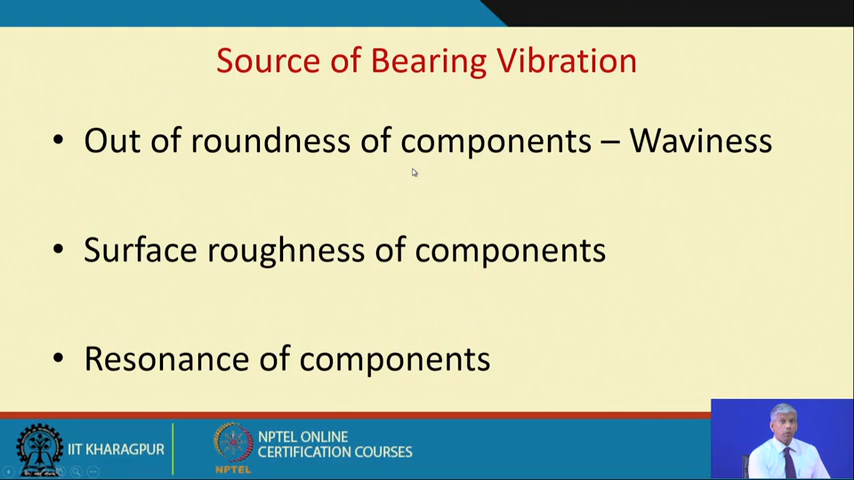 Source of Bearing Vibration
• Out of roundness of components – Waviness
• Surface roughness of components
• Resonance of components
IIT KHARAGPUR
NPTEL
NPTEL ONLINE
CERTIFICATION COURSES